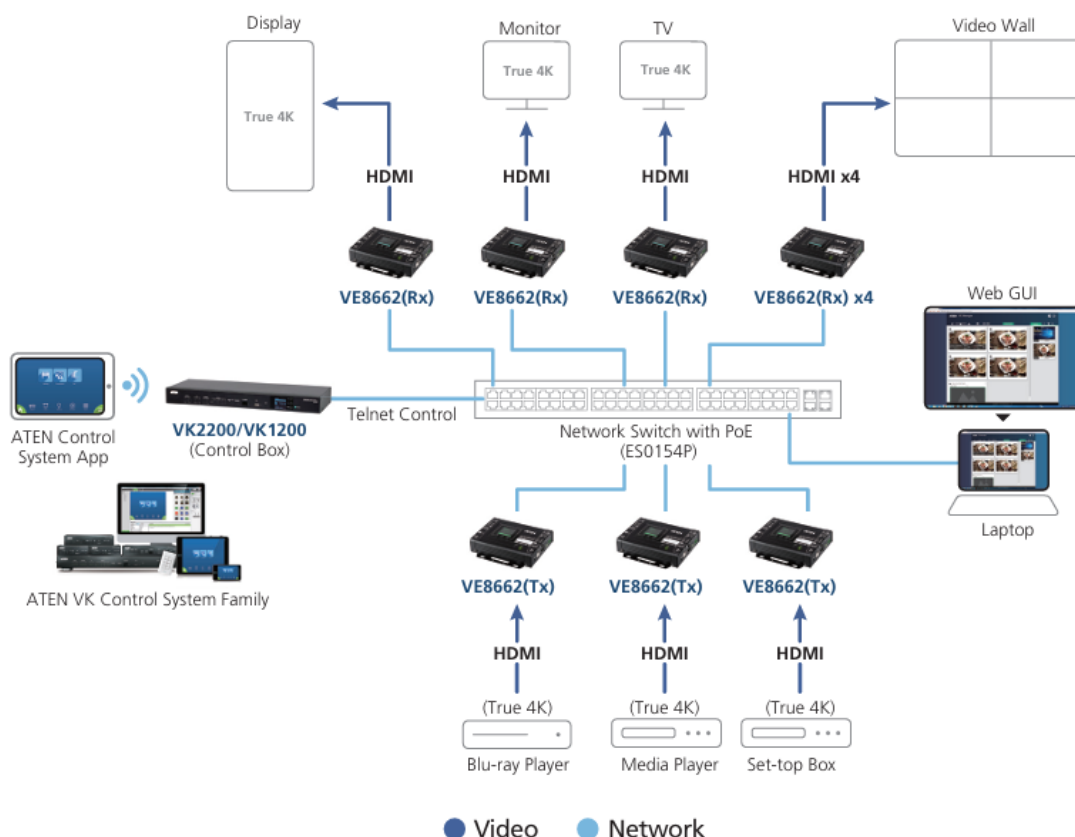 Display
Monitor
TV
Video Wall
True 4K
True 4K
True 4K
HDMI
HDMI
HDMI
HDMI x4
VE8662(Rx)
VE8662(Rx)
VE8662(Rx)
VE8662(Rx) x4
Web GUI
Telnet Control
ATEN Control
System App
VK2200/VK1200
(Control Box)
Network Switch with PoE
(ES0154P)
Laptop
ATEN VK Control System Family
VE8662(Tx)
VE8662(Tx)
VE8662(Tx)
HDMI
HDMI
HDMI
(True 4K)
(True 4K)
(True 4K)
Blu-ray Player
Media Player
Set-top Box
Video
Network